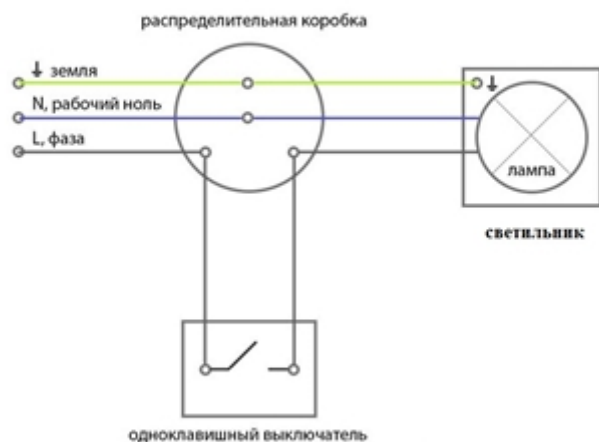 распределительная коробка
земля
N, рабочий ноль
L, фаза
лампа
светильник
одноклавишный выключатель